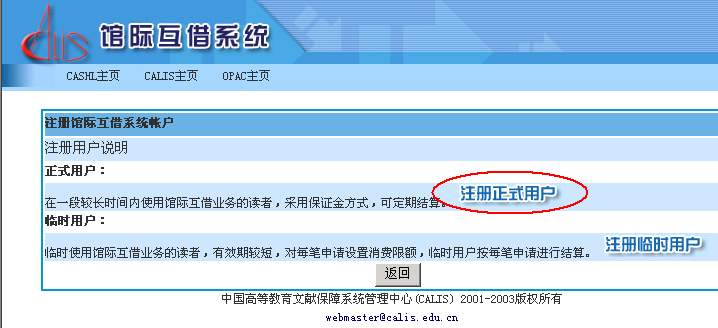 CALIS 馆际互借系统
CASHL主页 CALIS主页 OPAC主页
注册馆际互借系统帐户
注册用户说明
正式用户：
在一段较长时间内使用馆际互借业务的读者，采用保证金方式，可定期结算。 注册正式用户
临时用户：
临时使用馆际互借业务的读者，有效期较短，对每笔申请设置消费限额，临时用户按每笔申请进行结算。 注册临时用户
返回
中国高等教育文献保障系统管理中心(CALIS) 2001-2003版权所有
webmaster@calis.edu.cn